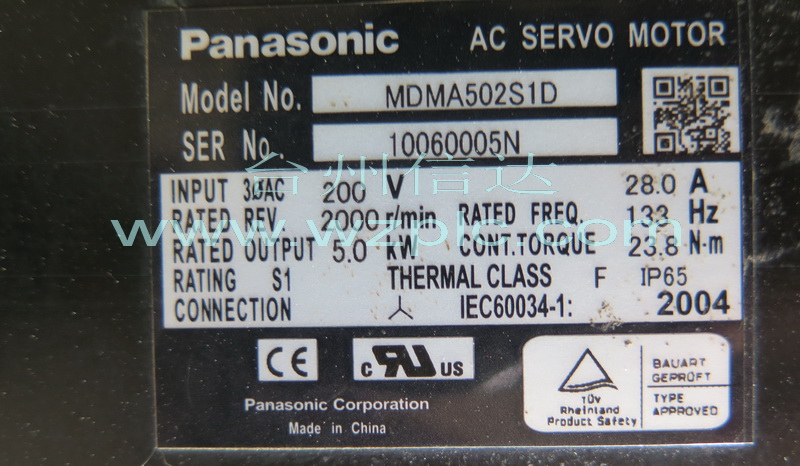 Panasonic AC SERVO MOTOR
Model No. MDMA502S1D
SER No. 10060005N
台州信达
INPUT 3ØAC 200 V 28.0 A
RATED REV. 2000 r/min RATED FREQ. 133 Hz
www.wzplc.com
RATED OUTPUT 5.0 kW CONT.TORQUE 23.8 N·m
RATING S1 THERMAL CLASS F IP65
CONNECTION IEC60034-1: 2004
CE c RU us
BAUART
GEPRÜFT
TÜV
Rheinland
Product Safety
TYPE
APPROVED
Panasonic Corporation
Made in China